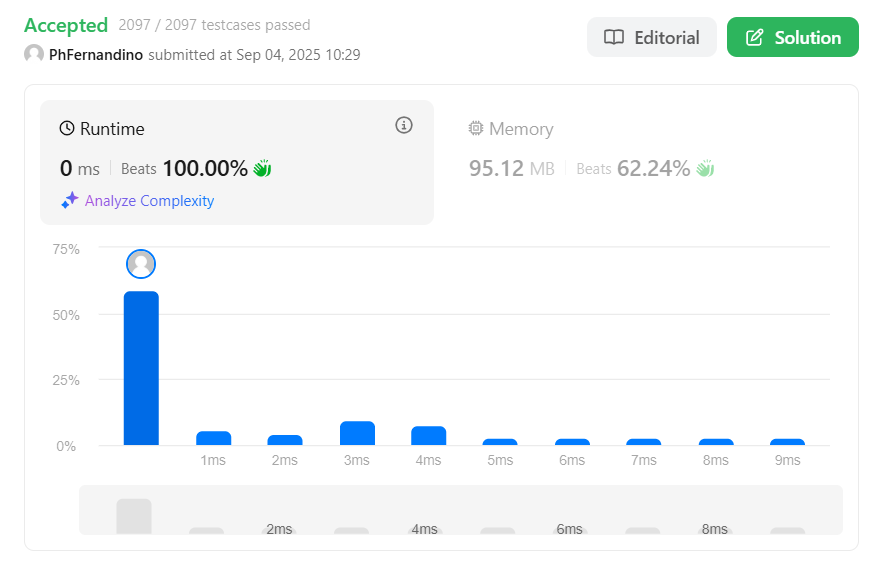 Accepted 2097 / 2097 testcases passed
PhFernandino submitted at Sep 04, 2025 10:29
Editorial
Solution
Runtime
0 ms Beats 100.00%
Analyze Complexity
Memory
95.12 MB Beats 62.24%
75%
50%
25%
0%
1ms 2ms 3ms 4ms 5ms 6ms 7ms 8ms 9ms
2ms 4ms 6ms 8ms